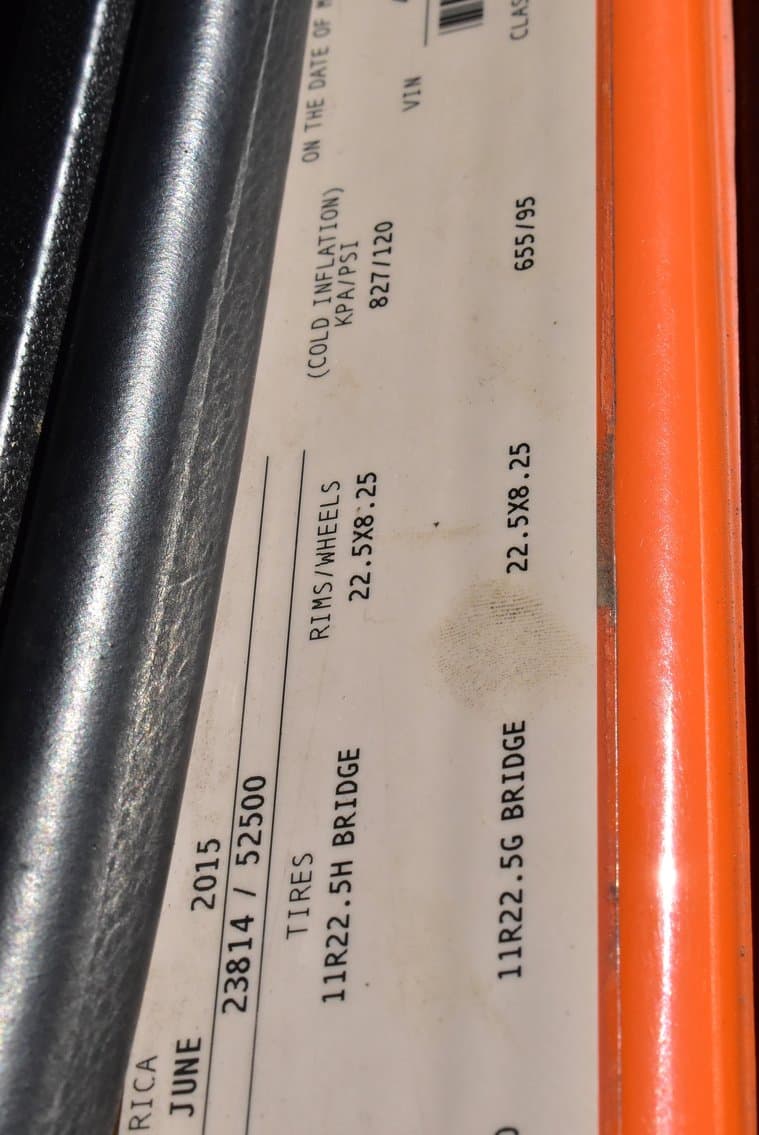 RICA
JUNE 2015
23814 / 52500
TIRES RIMS/WHEELS (COLD INFLATION) ON THE DATE OF M
KPA/PSI
11R22.5H BRIDGE 22.5X8.25 827/120
VIN
11R22.5G BRIDGE 22.5X8.25 655/95 CLAS